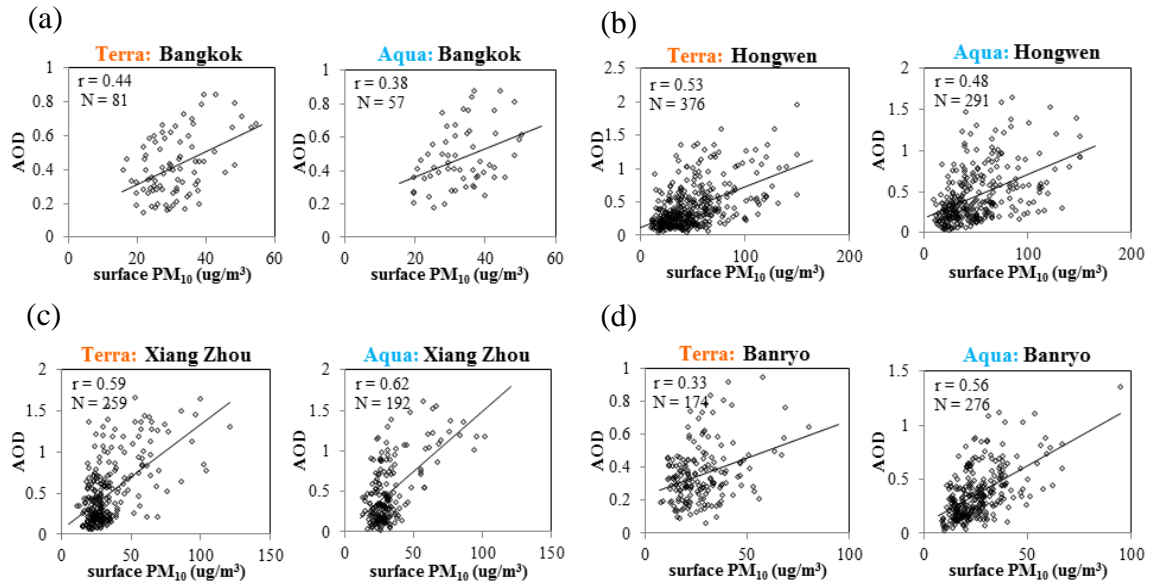 (a)
Terra: Bangkok
r = 0.44
N = 81
AOD
1
0.8
0.6
0.4
0.2
0
0 20 40 60
surface PM₁₀ (ug/m³)
Aqua: Bangkok
r = 0.38
N = 57
AOD
1
0.8
0.6
0.4
0.2
0
0 20 40 60
surface PM₁₀ (ug/m³)
(b)
Terra: Hongwen
r = 0.53
N = 376
AOD
2.5
2
1.5
1
0.5
0
0 100 200
surface PM₁₀ (ug/m³)
Aqua: Hongwen
r = 0.48
N = 291
AOD
2
1.5
1
0.5
0
0 100 200
surface PM₁₀ (ug/m³)
(c)
Terra: Xiang Zhou
r = 0.59
N = 259
AOD
2
1.5
1
0.5
0
0 50 100 150
surface PM₁₀ (ug/m³)
Aqua: Xiang Zhou
r = 0.62
N = 192
AOD
2
1.5
1
0.5
0
0 50 100 150
surface PM₁₀ (ug/m³)
(d)
Terra: Banryo
r = 0.33
N = 174
AOD
1
0.8
0.6
0.4
0.2
0
0 50 100
surface PM₁₀ (ug/m³)
Aqua: Banryo
r = 0.56
N = 276
AOD
1.5
1
0.5
0
0 50 100
surface PM₁₀ (ug/m³)